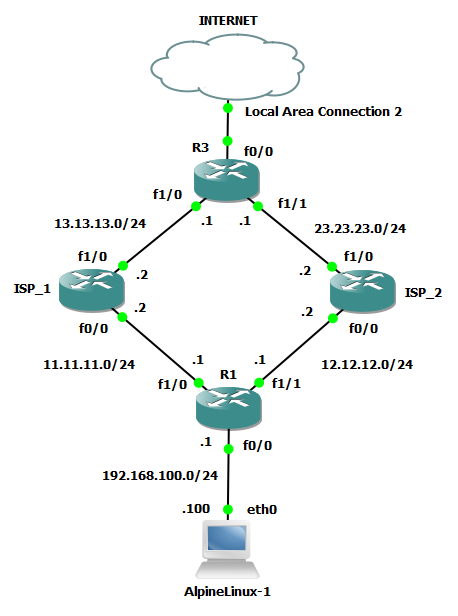 INTERNET
Local Area Connection 2
R3
f0/0
f1/0
f1/1
.1
.1
13.13.13.0/24
23.23.23.0/24
f1/0
f1/0
.2
.2
ISP_1
ISP_2
.2
.2
f0/0
f0/0
11.11.11.0/24
12.12.12.0/24
.1
.1
f1/0
f1/1
R1
.1
f0/0
192.168.100.0/24
.100
eth0
AlpineLinux-1